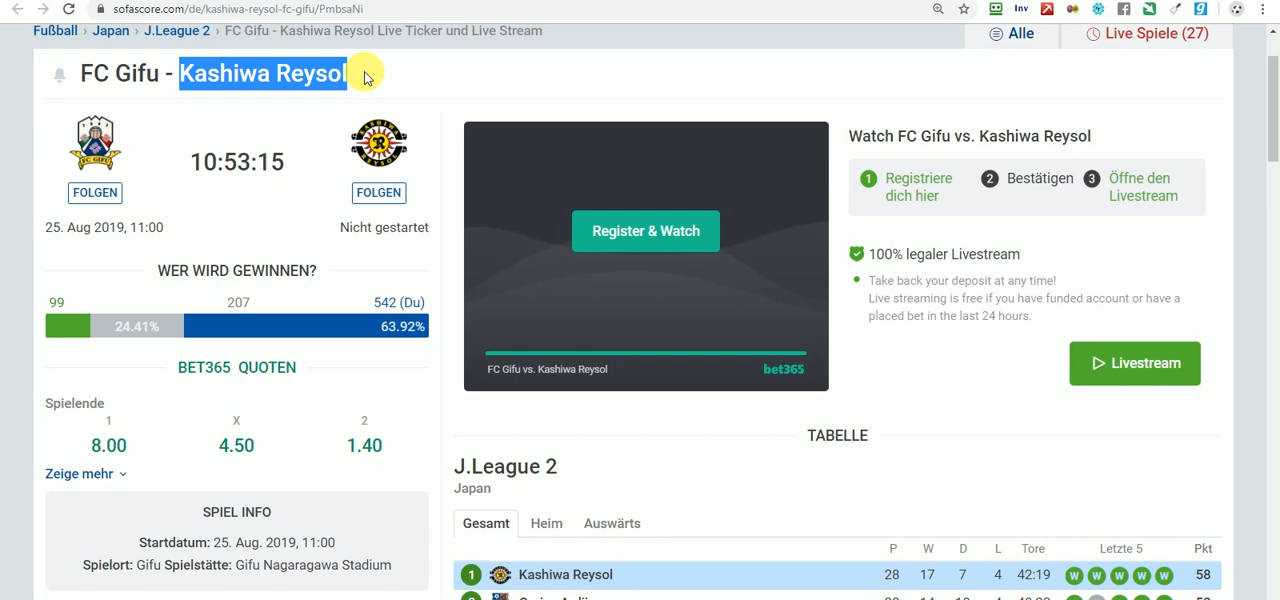 sofascore.com/de/kashiwa-reysol-fc-gifu/PmbsaNi
Inv
Fußball › Japan › J.League 2 › FC Gifu - Kashiwa Reysol Live Ticker und Live Stream
Alle
Live Spiele (27)
FC Gifu - Kashiwa Reysol
FC GIFU
KASHIWA
REYSOL
10:53:15
FOLGEN
FOLGEN
25. Aug 2019, 11:00
Nicht gestartet
WER WIRD GEWINNEN?
99 207 542 (Du)
24.41% 63.92%
BET365 QUOTEN
Spielende
1 X 2
8.00 4.50 1.40
Zeige mehr
SPIEL INFO
Startdatum: 25. Aug. 2019, 11:00
Spielort: Gifu Spielstätte: Gifu Nagaragawa Stadium
Register & Watch
FC Gifu vs. Kashiwa Reysol
bet365
Watch FC Gifu vs. Kashiwa Reysol
1 Registriere dich hier
2 Bestätigen
3 Öffne den Livestream
100% legaler Livestream
Take back your deposit at any time!
Live streaming is free if you have funded account or have a
placed bet in the last 24 hours.
Livestream
TABELLE
J.League 2
Japan
Gesamt Heim Auswärts
P W D L Tore Letzte 5 Pkt
1 Kashiwa Reysol 28 17 7 4 42:19 W W W W W 58